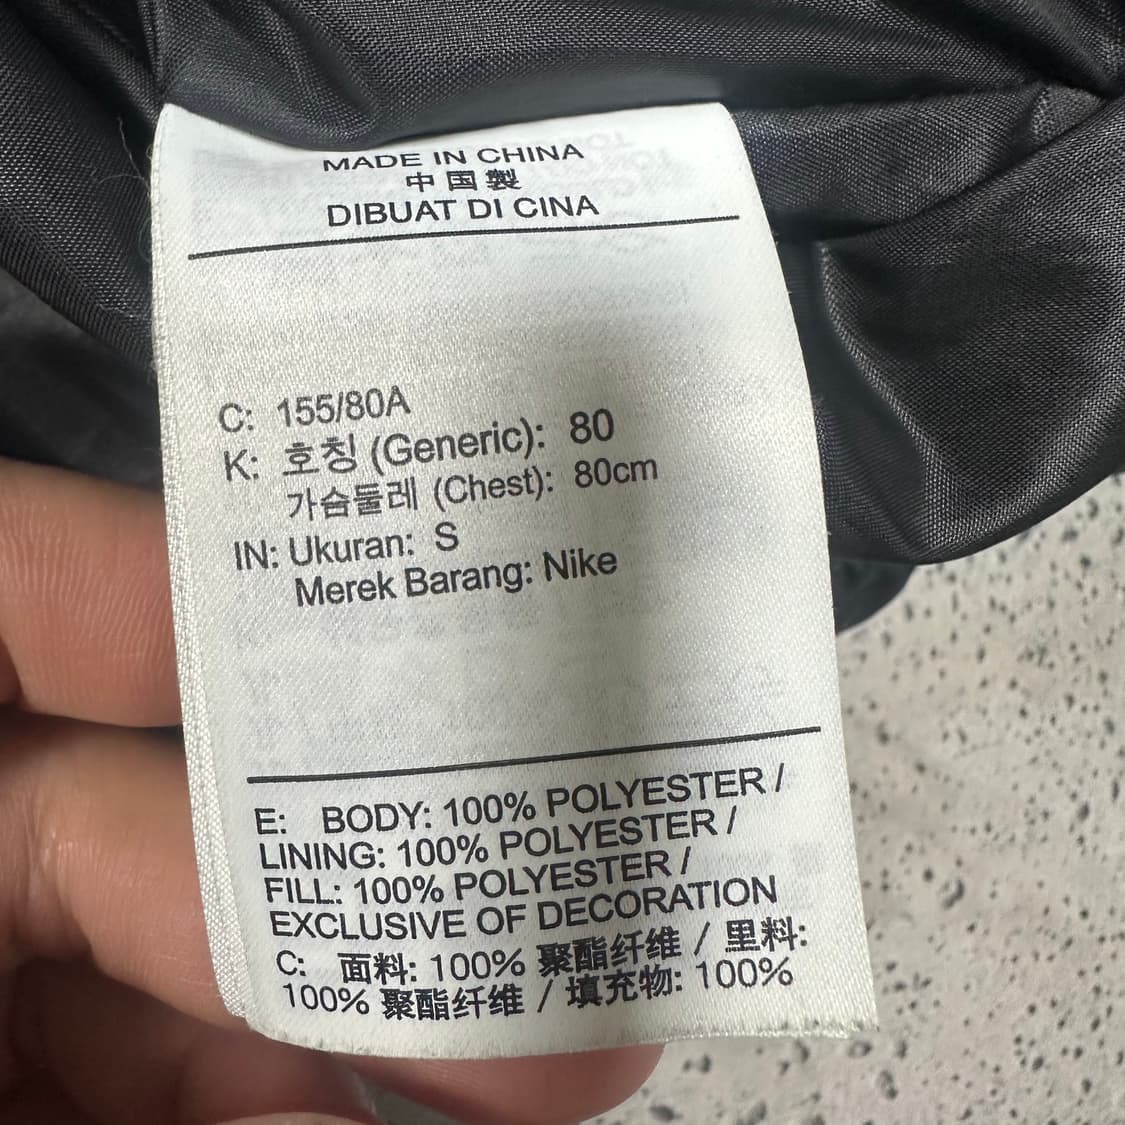 MADE IN CHINA
中国製
DIBUAT DI CINA
C: 155/80A
K: 호칭 (Generic): 80
가슴둘레 (Chest): 80cm
IN: Ukuran: S
Merek Barang: Nike
E: BODY: 100% POLYESTER /
LINING: 100% POLYESTER /
FILL: 100% POLYESTER /
EXCLUSIVE OF DECORATION
C: 面料: 100% 聚酯纤维 / 里料:
100% 聚酯纤维 / 填充物: 100%